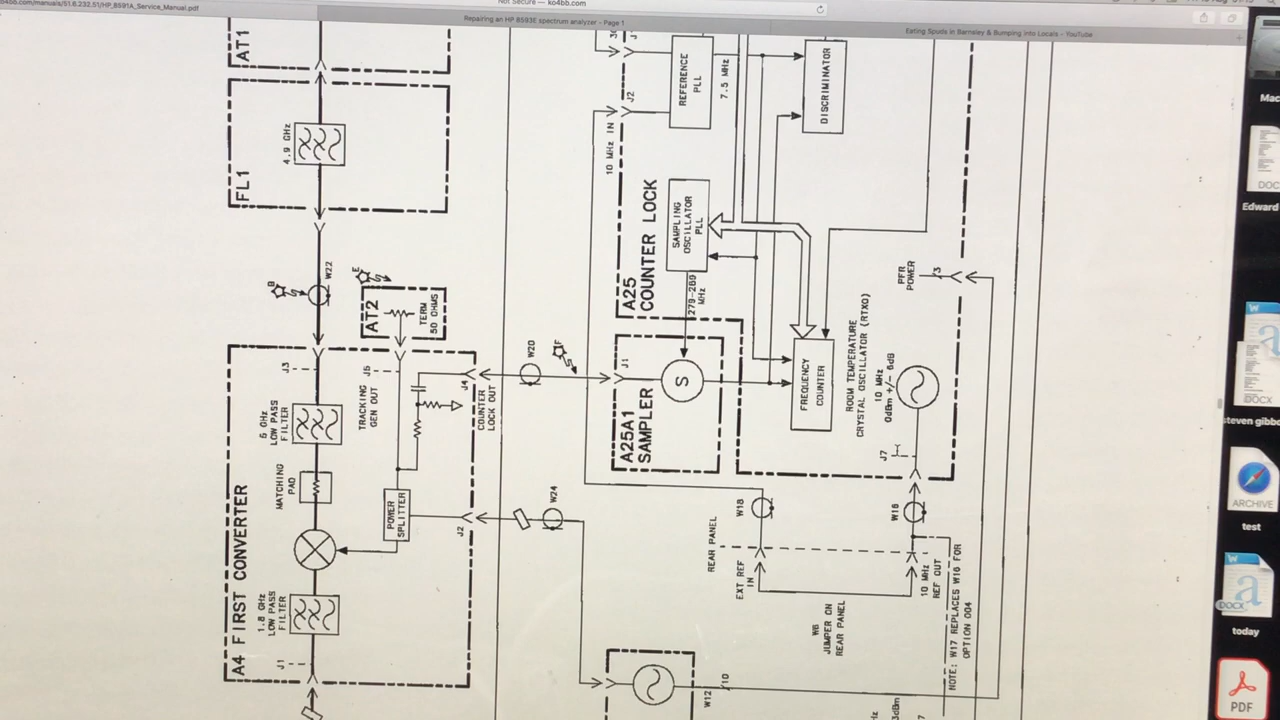 04bb.com/manuals/51.6.232.51/HP_8591A_Service_Manual.pdf
Not Secure — ko4bb.com
Repairing an HP 8593E spectrum analyzer - Page 1
Eating Spuds in Barnsley & Bumping into Locals - YouTube
AT1
FL1
4.9 GHz
W22
B
E
AT2
TERM
50 OHMS
A4 FIRST CONVERTER
J3
J5
6 GHz
LOW PASS
FILTER
TRACKING
GEN OUT
J4
COUNTER
LOCK OUT
MATCHING
PAD
POWER
SPLITTER
J2
1.8 GHz
LOW PASS
FILTER
J1
W20
F
W24
10 MHz IN
J2
REFERENCE
PLL
7.5 MHz
DISCRIMINATOR
A25
COUNTER LOCK
SAMPLING
OSCILLATOR
PLL
279-289
MHz
A25A1
SAMPLER
J1
S
FREQUENCY
COUNTER
ROOM TEMPERATURE
CRYSTAL OSCILLATOR (RTXO)
10 MHz
0dBm +/- 6dB
PFR
POWER
3
J7
W18
W16
REAR PANEL
EXT REF
IN
10 MHz
REF OUT
W8
JUMPER ON
REAR PANEL
NOTE: W17 REPLACES W16 FOR
OPTION 004
W12
10
Mac
DOC
Edward
W
DOCX
steven gibbo
ARCHIVE
test
W
DOCX
today
PDF